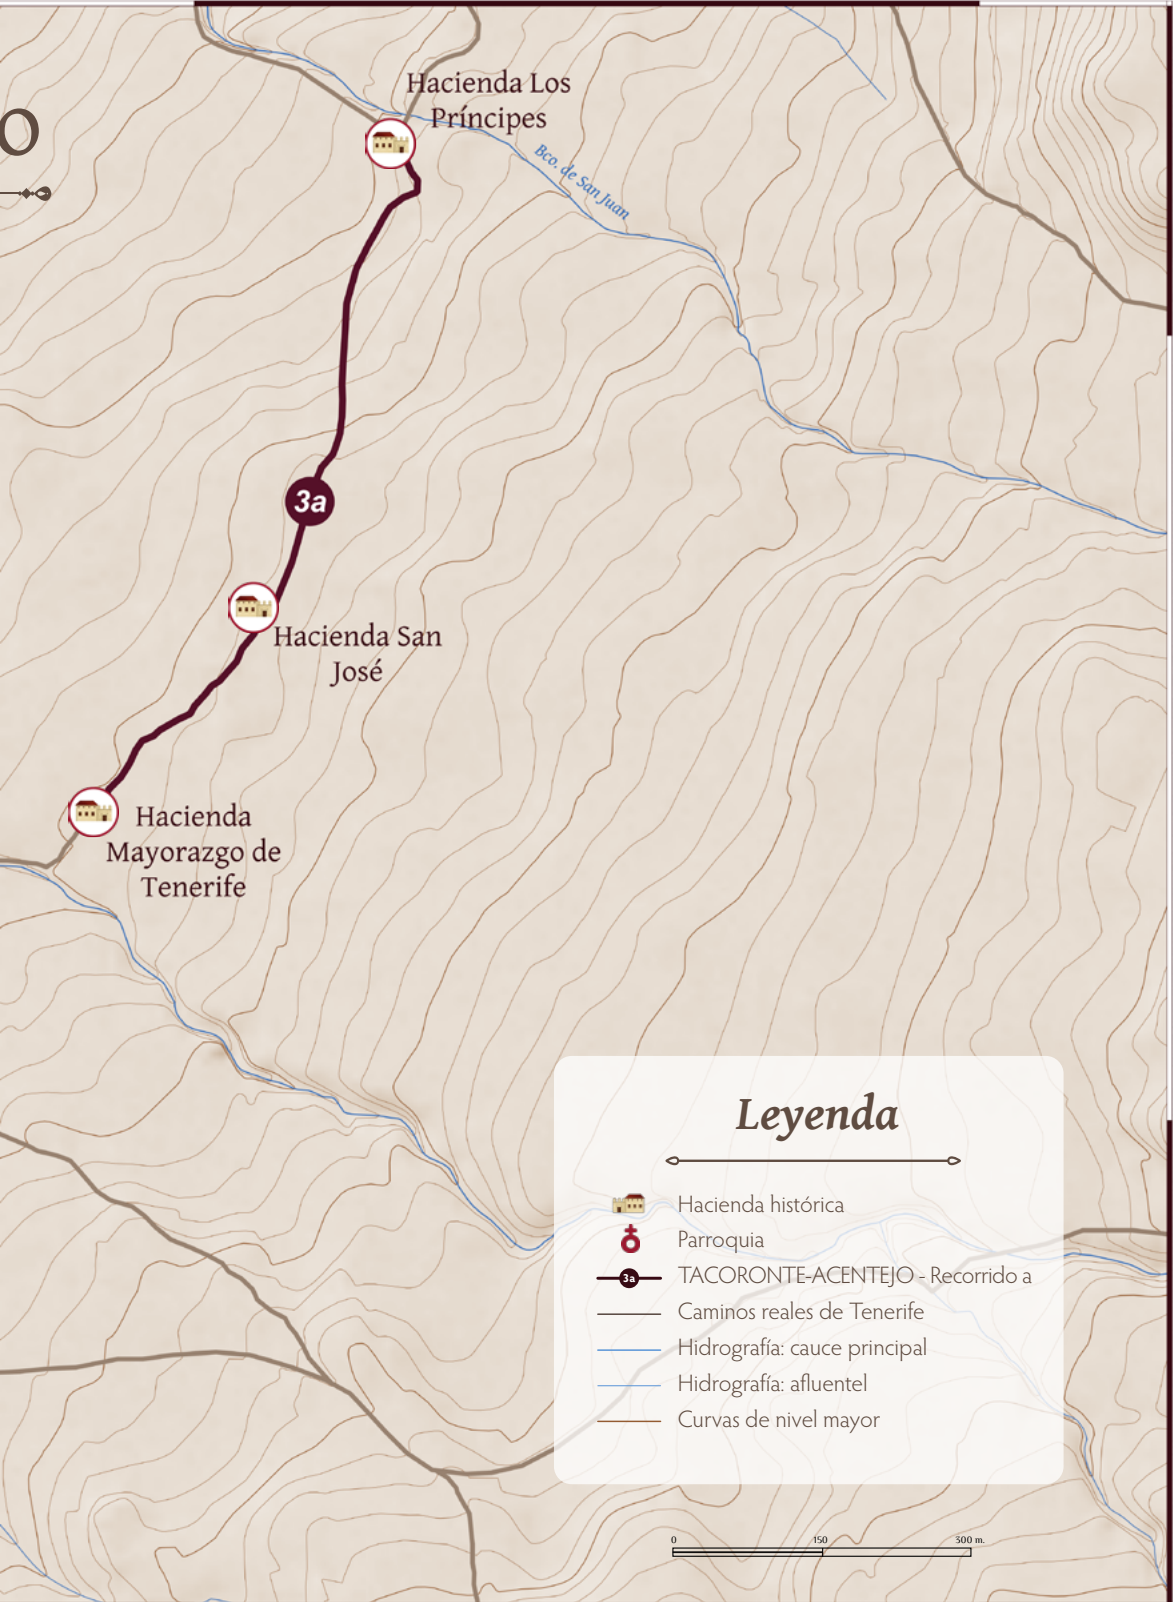 O
Hacienda Los
Príncipes
Bco. de San Juan
3a
Hacienda San
José
Hacienda
Mayorazgo de
Tenerife
Leyenda
Hacienda histórica
Parroquia
3a TACORONTE-ACENTEJO - Recorrido a
Caminos reales de Tenerife
Hidrografía: cauce principal
Hidrografía: afluentel
Curvas de nivel mayor
0 150 300 m.